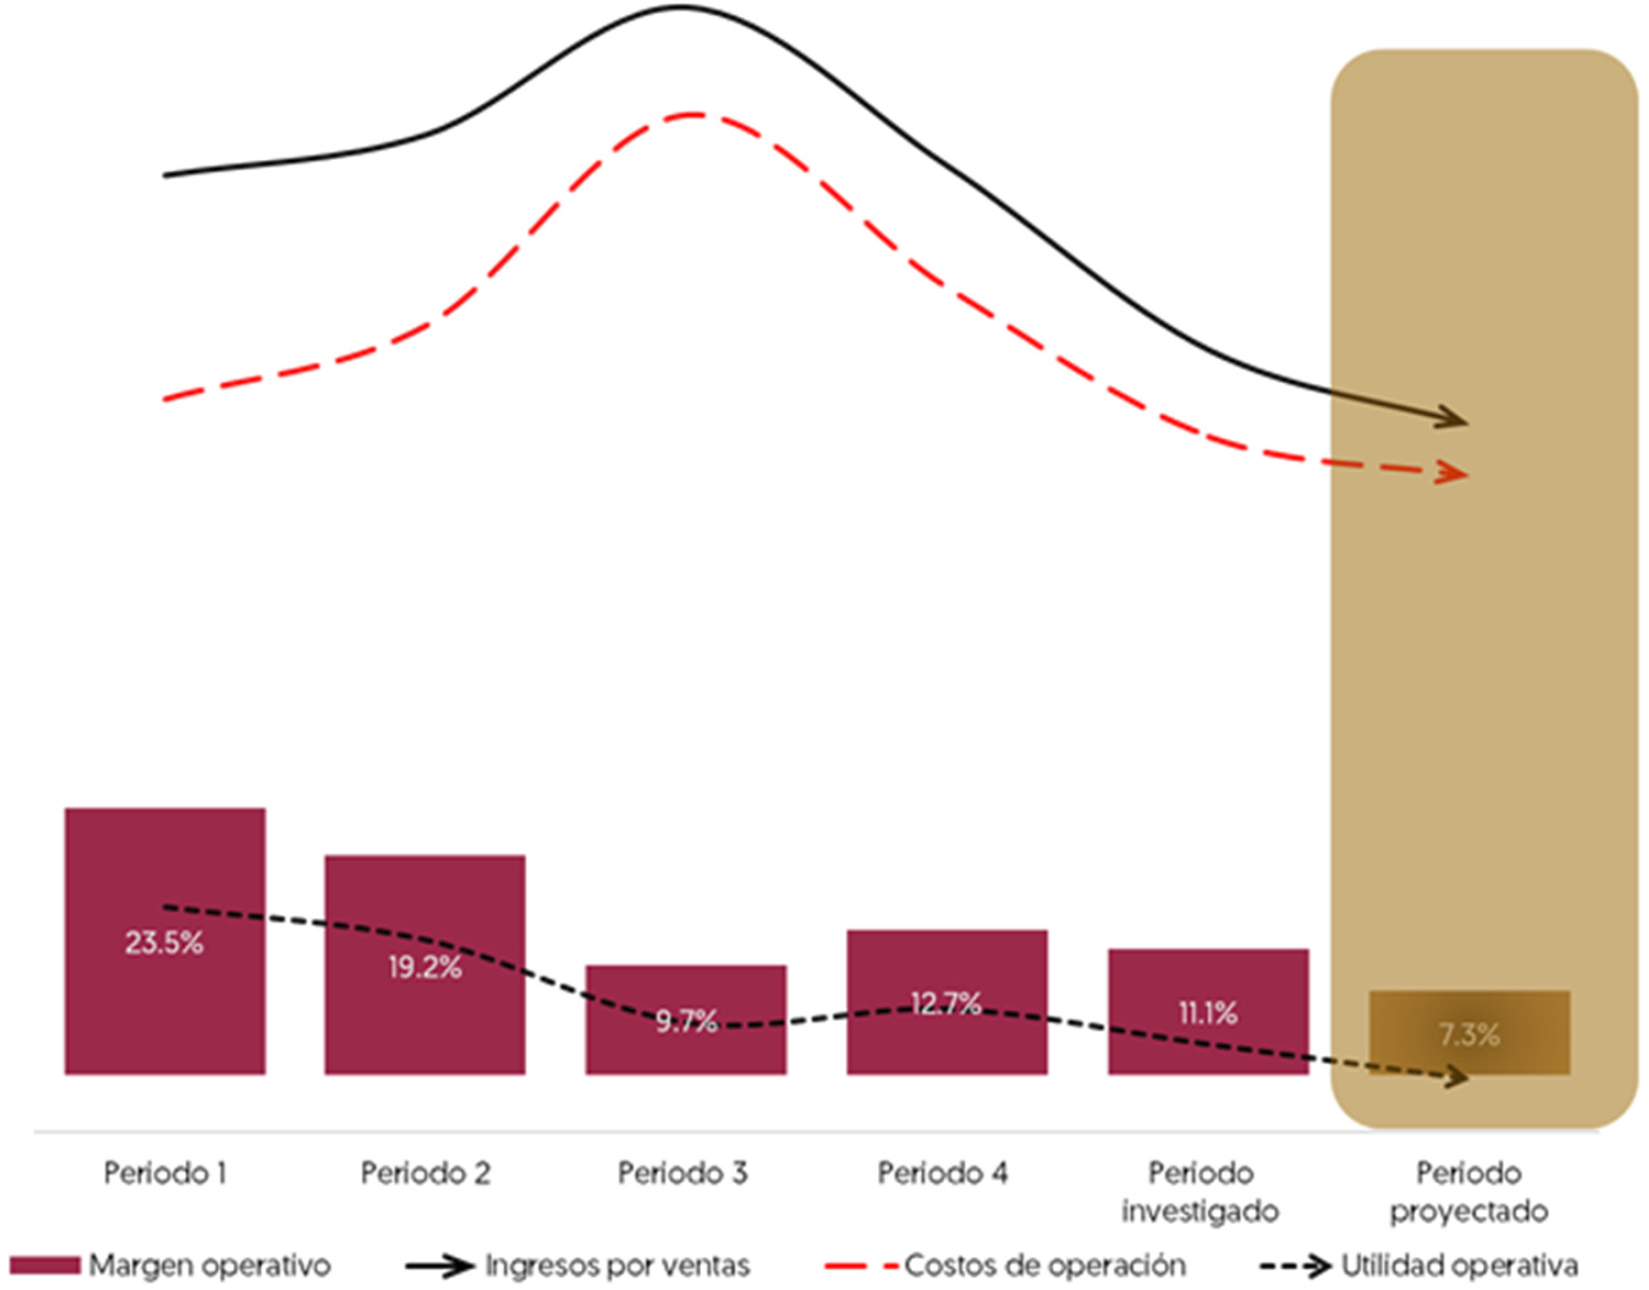 23.5%
19.2%
9.7%
12.7%
11.1%
7.3%
Periodo 1
Periodo 2
Periodo 3
Periodo 4
Periodo
investigado
Periodo
proyectado
Margen operativo
Ingresos por ventas
Costos de operación
Utilidad operativa